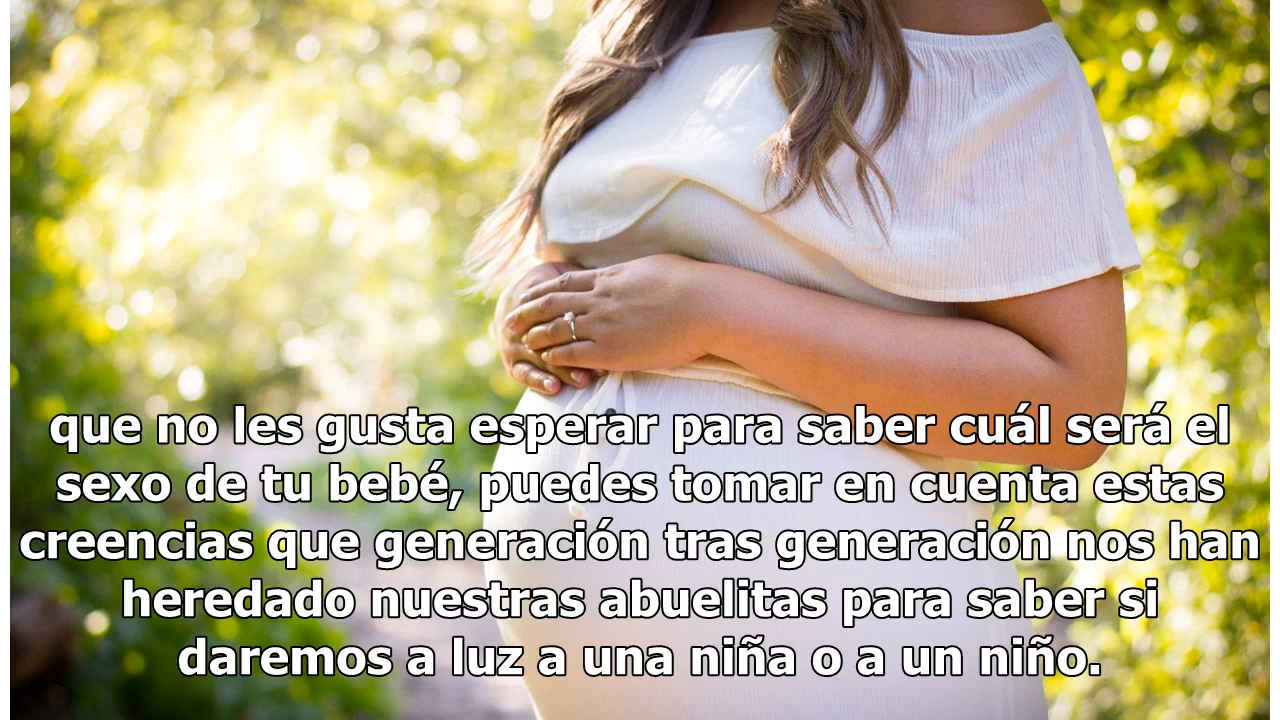 que no les gusta esperar para saber cuál será el
sexo de tu bebé, puedes tomar en cuenta estas
creencias que generación tras generación nos han
heredado nuestras abuelitas para saber si
daremos a luz a una niña o a un niño.